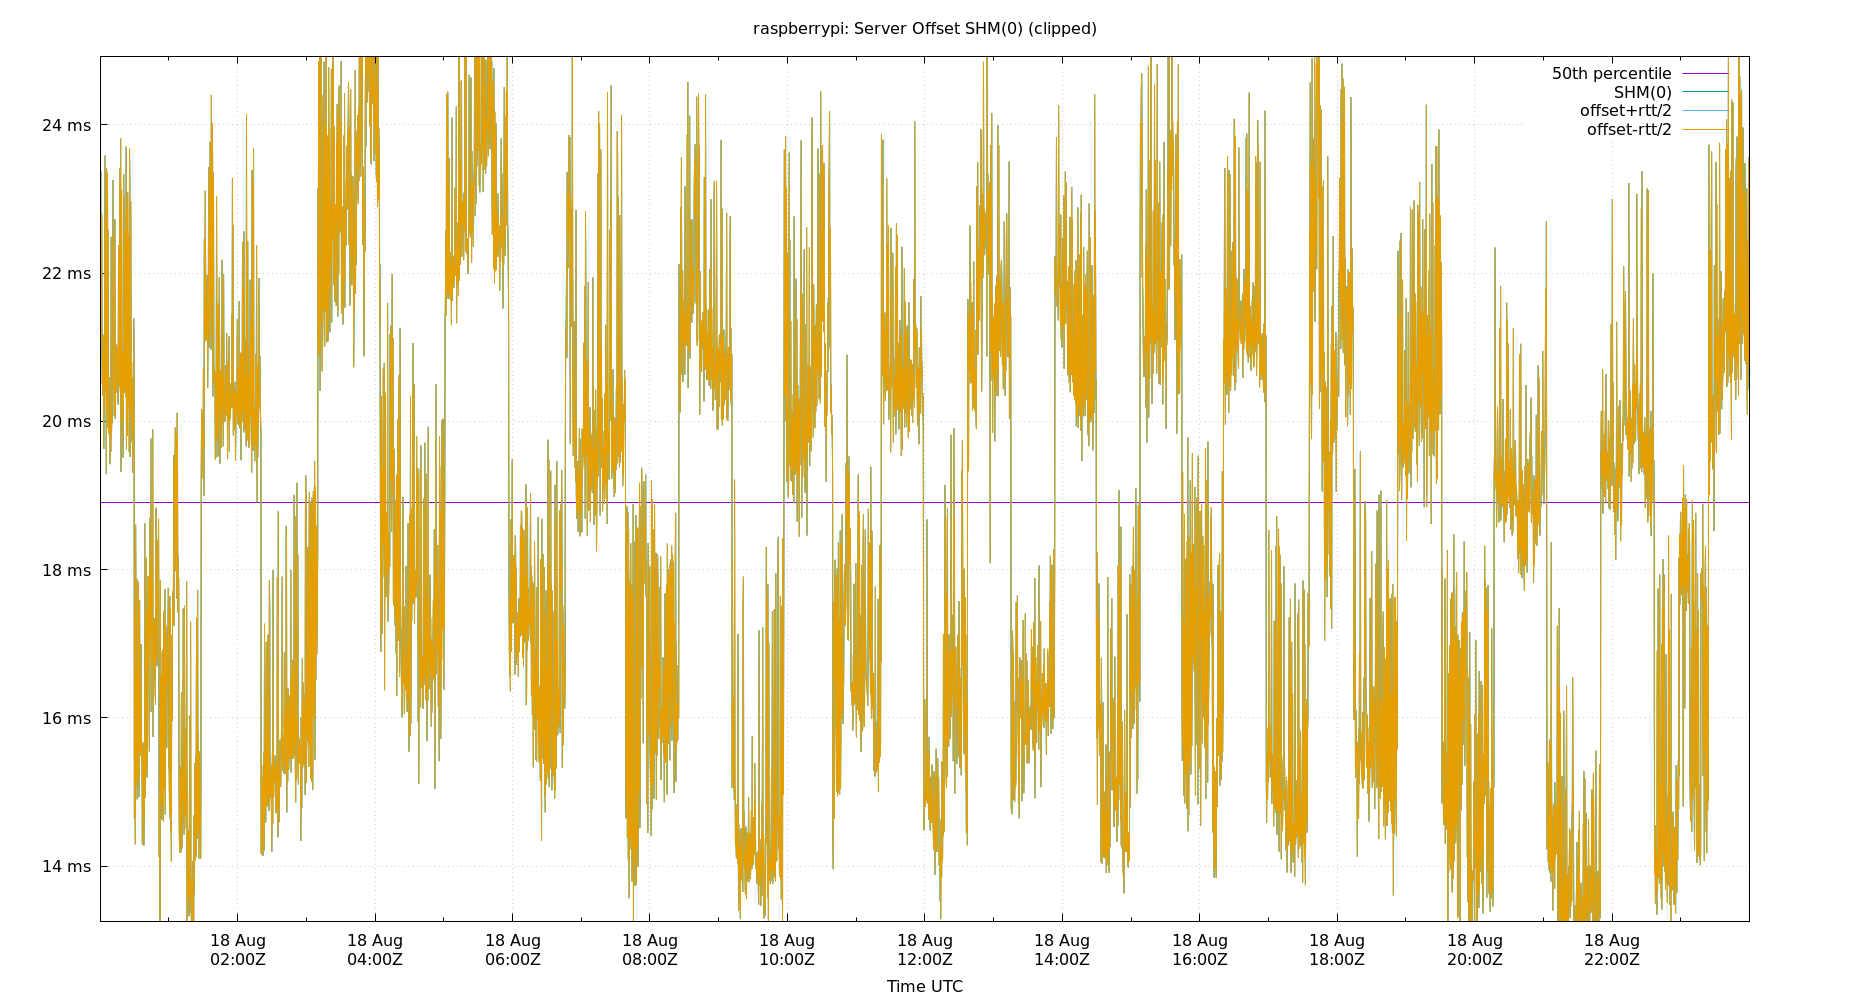 raspberrypi: Server Offset SHM(0) (clipped)
50th percentile
SHM(0)
offset+rtt/2
offset-rtt/2
24 ms
22 ms
20 ms
18 ms
16 ms
14 ms
18 Aug 18 Aug 18 Aug 18 Aug 18 Aug 18 Aug 18 Aug 18 Aug 18 Aug 18 Aug 18 Aug
02:00Z 04:00Z 06:00Z 08:00Z 10:00Z 12:00Z 14:00Z 16:00Z 18:00Z 20:00Z 22:00Z
Time UTC